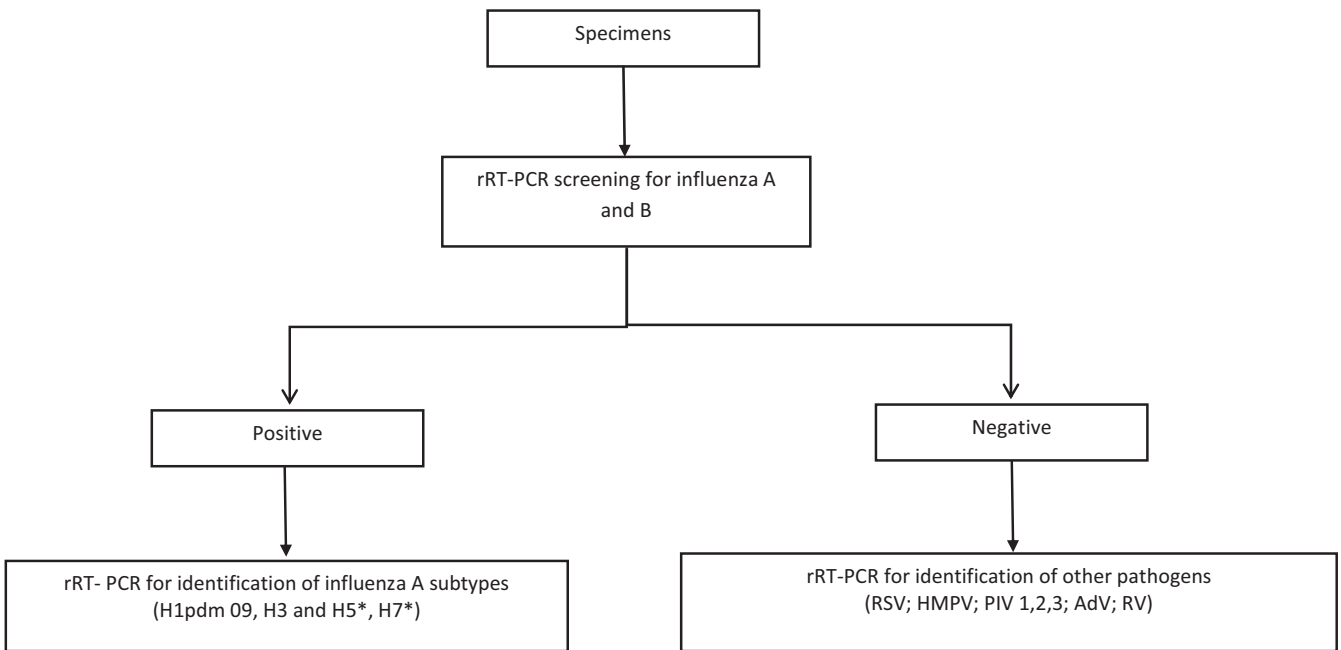 Specimens
rRT-PCR screening for influenza A
and B
Positive
Negative
rRT- PCR for identification of influenza A subtypes
(H1pdm 09, H3 and H5*, H7*)
rRT-PCR for identification of other pathogens
(RSV; HMPV; PIV 1,2,3; AdV; RV)